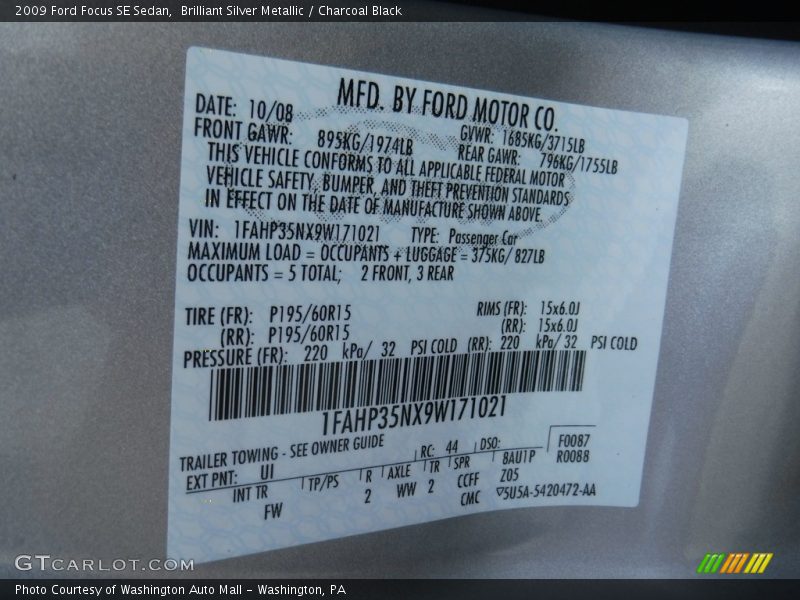 2009 Ford Focus SE Sedan,  Brilliant Silver Metallic / Charcoal Black
MFD. BY FORD MOTOR CO.
DATE: 10/08 GVWR: 1685KG/3715LB
FRONT GAWR: 895KG/1974LB REAR GAWR: 796KG/1755LB
THIS VEHICLE CONFORMS TO ALL APPLICABLE FEDERAL MOTOR
VEHICLE SAFETY, BUMPER, AND THEFT PREVENTION STANDARDS
IN EFFECT ON THE DATE OF MANUFACTURE SHOWN ABOVE.
VIN: 1FAHP35NX9W171021 TYPE: Passenger Car
MAXIMUM LOAD = OCCUPANTS + LUGGAGE = 375KG/ 827LB
OCCUPANTS = 5 TOTAL; 2 FRONT, 3 REAR
TIRE (FR): P195/60R15 RIMS (FR): 15x6.0J
(RR): P195/60R15 (RR): 15x6.0J
PRESSURE (FR): 220 kPa/ 32 PSI COLD (RR): 220 kPa/ 32 PSI COLD
1FAHP35NX9W171021
TRAILER TOWING - SEE OWNER GUIDE RC: 44 DSO: F0087
EXT PNT: UI R0088
INT TR TP/PS R AXLE TR SPR 8AU1P
FW 2 WW 2 CCFF Z05
CMC 5U5A-5420472-AA
GTCARLOT.COM
Photo Courtesy of Washington Auto Mall - Washington, PA